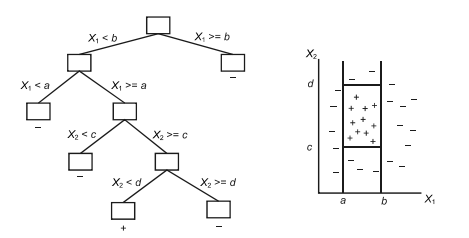 X₁ < b
X₁ >= b
−
X₁ < a
X₁ >= a
−
X₂ < c
X₂ >= c
−
X₂ < d
X₂ >= d
+
−
X₂
d
c
a
b
X₁